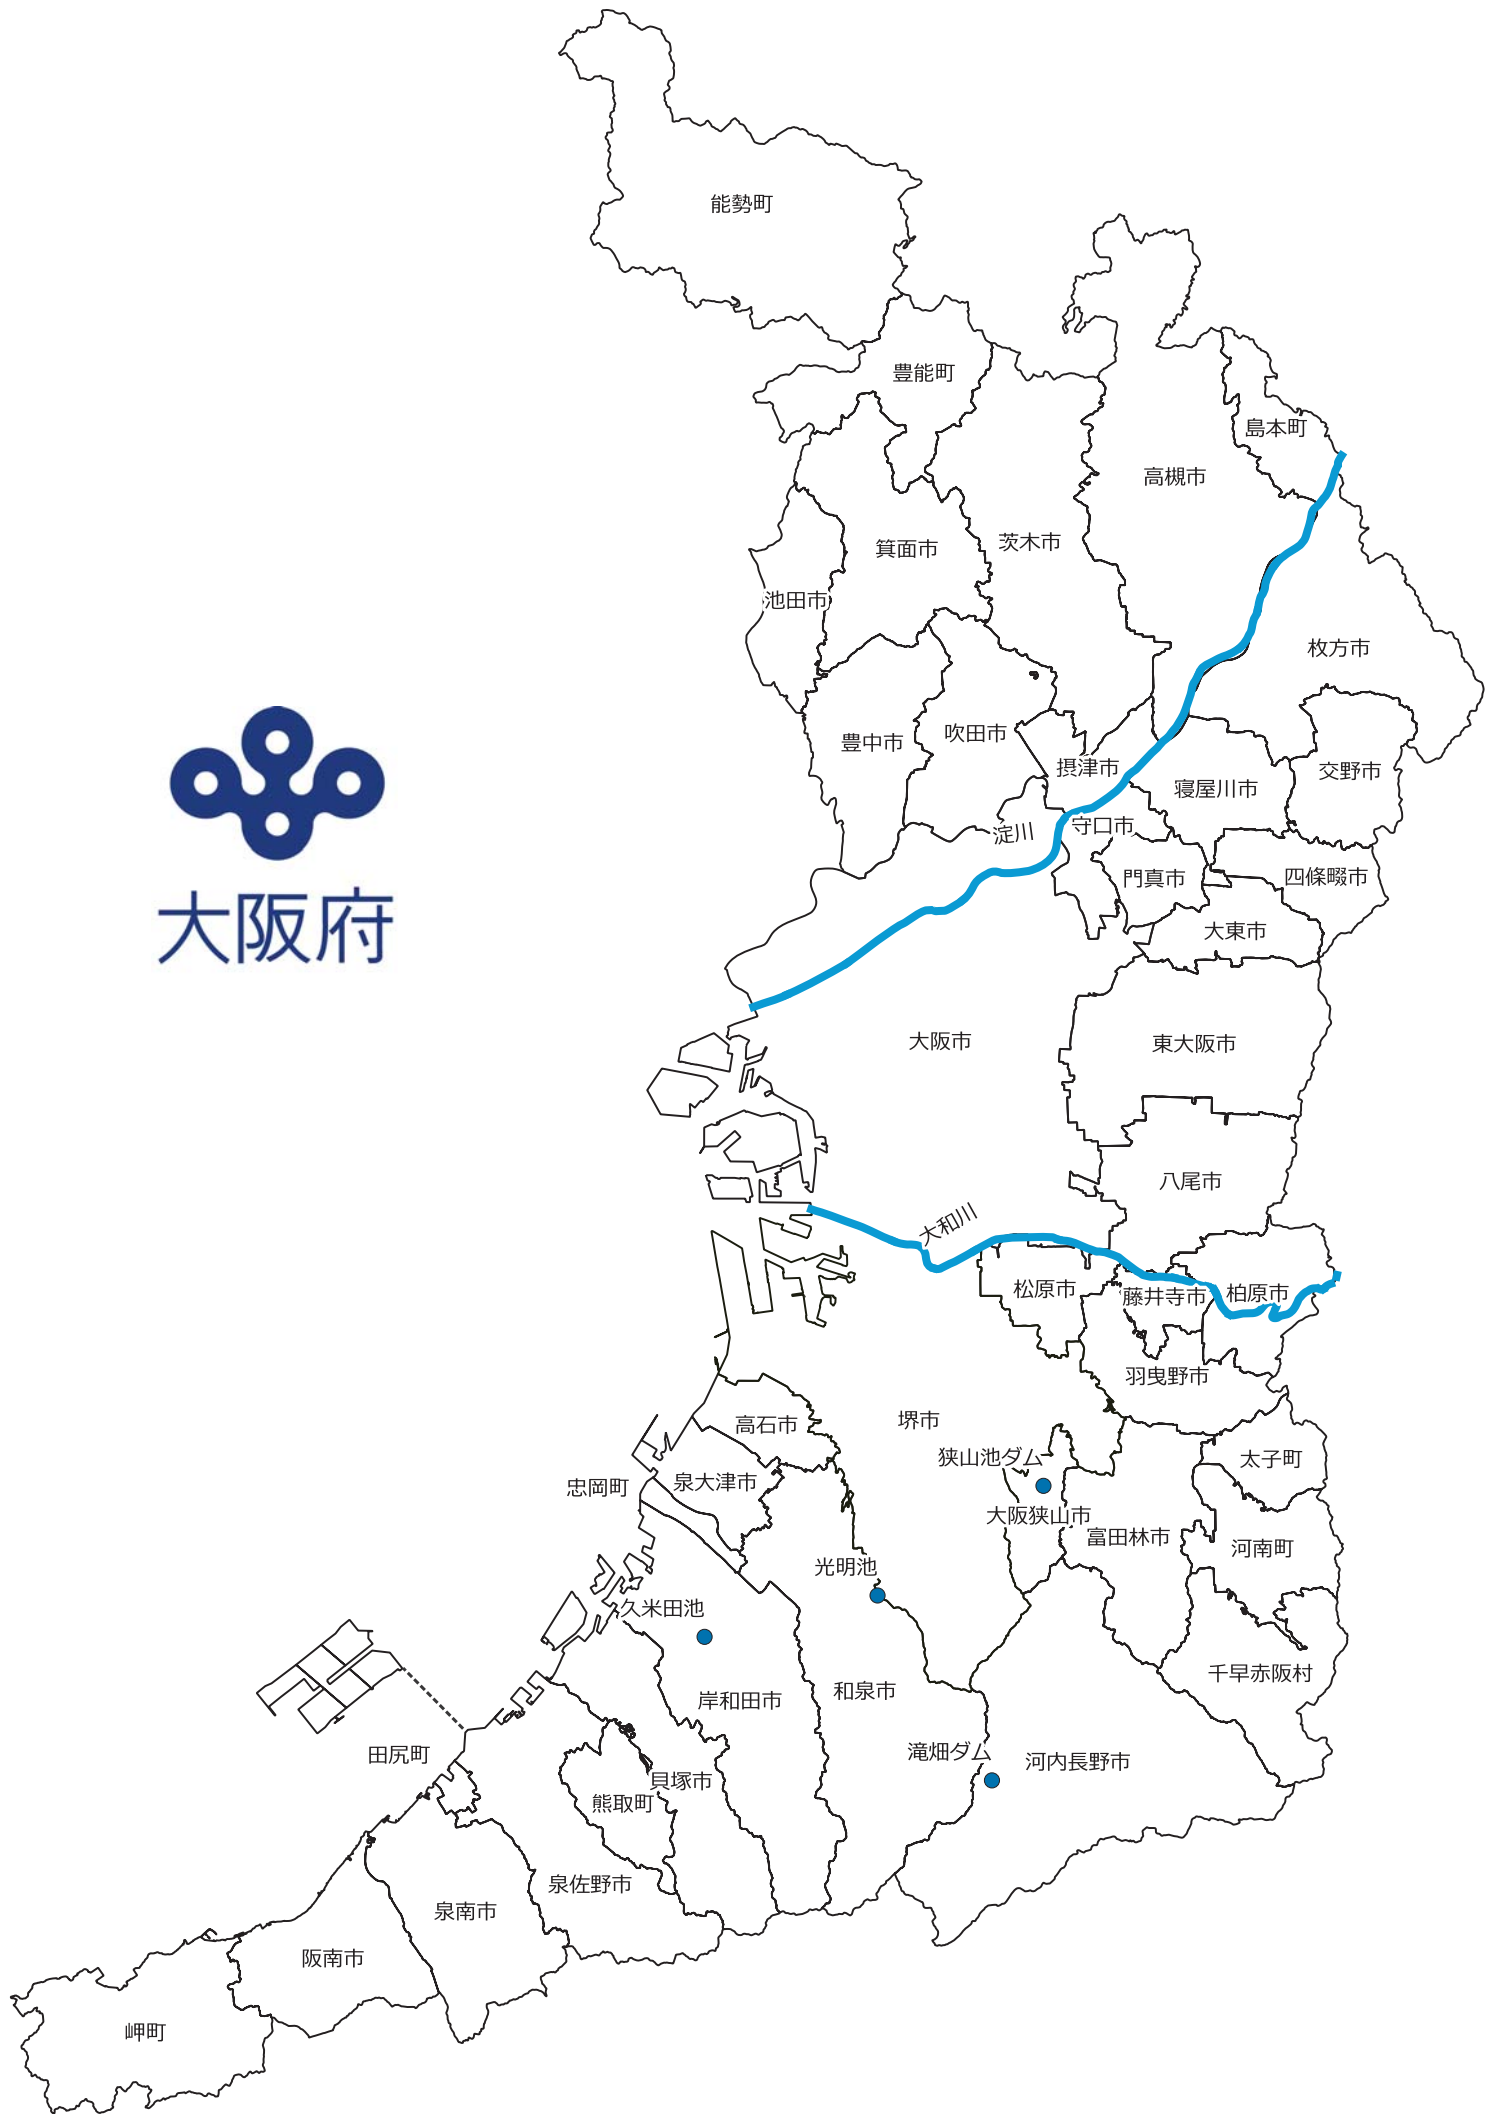 能勢町
豊能町
島本町
高槻市
茨木市
箕面市
池田市
枚方市
吹田市
豊中市
摂津市
交野市
寝屋川市
守口市
淀川
門真市
四條畷市
大東市
大阪府
大阪市
東大阪市
八尾市
大和川
松原市
藤井寺市
柏原市
羽曳野市
高石市
堺市
狭山池ダム
太子町
泉大津市
忠岡町
大阪狭山市
富田林市
河南町
光明池
久米田池
千早赤阪村
和泉市
岸和田市
田尻町
滝畑ダム
河内長野市
貝塚市
熊取町
泉佐野市
泉南市
阪南市
岬町